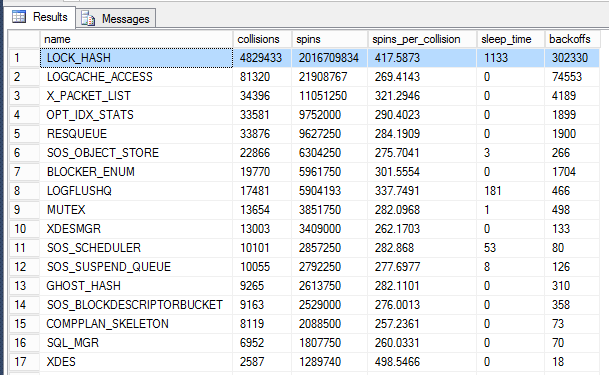 Results Messages
name collisions spins spins_per_collision sleep_time backoffs
1 LOCK_HASH 4829433 2016709834 417.5873 1133 302330
2 LOGCACHE_ACCESS 81320 21908767 269.4143 0 74553
3 X_PACKET_LIST 34396 11051250 321.2946 0 4189
4 OPT_IDX_STATS 33581 9752000 290.4023 0 1899
5 RESQUEUE 33876 9627250 284.1909 0 1900
6 SOS_OBJECT_STORE 22866 6304250 275.7041 3 266
7 BLOCKER_ENUM 19770 5961750 301.5554 0 1704
8 LOGFLUSHQ 17481 5904193 337.7491 181 466
9 MUTEX 13654 3851750 282.0968 1 498
10 XDESMGR 13003 3409000 262.1703 0 133
11 SOS_SCHEDULER 10101 2857250 282.868 53 80
12 SOS_SUSPEND_QUEUE 10055 2792250 277.6977 8 126
13 GHOST_HASH 9265 2613750 282.1101 0 310
14 SOS_BLOCKDESCRIPTORBUCKET 9163 2529000 276.0013 0 358
15 COMPPLAN_SKELETON 8119 2088500 257.2361 0 73
16 SQL_MGR 6952 1807750 260.0331 0 70
17 XDES 2587 1289740 498.5466 0 18